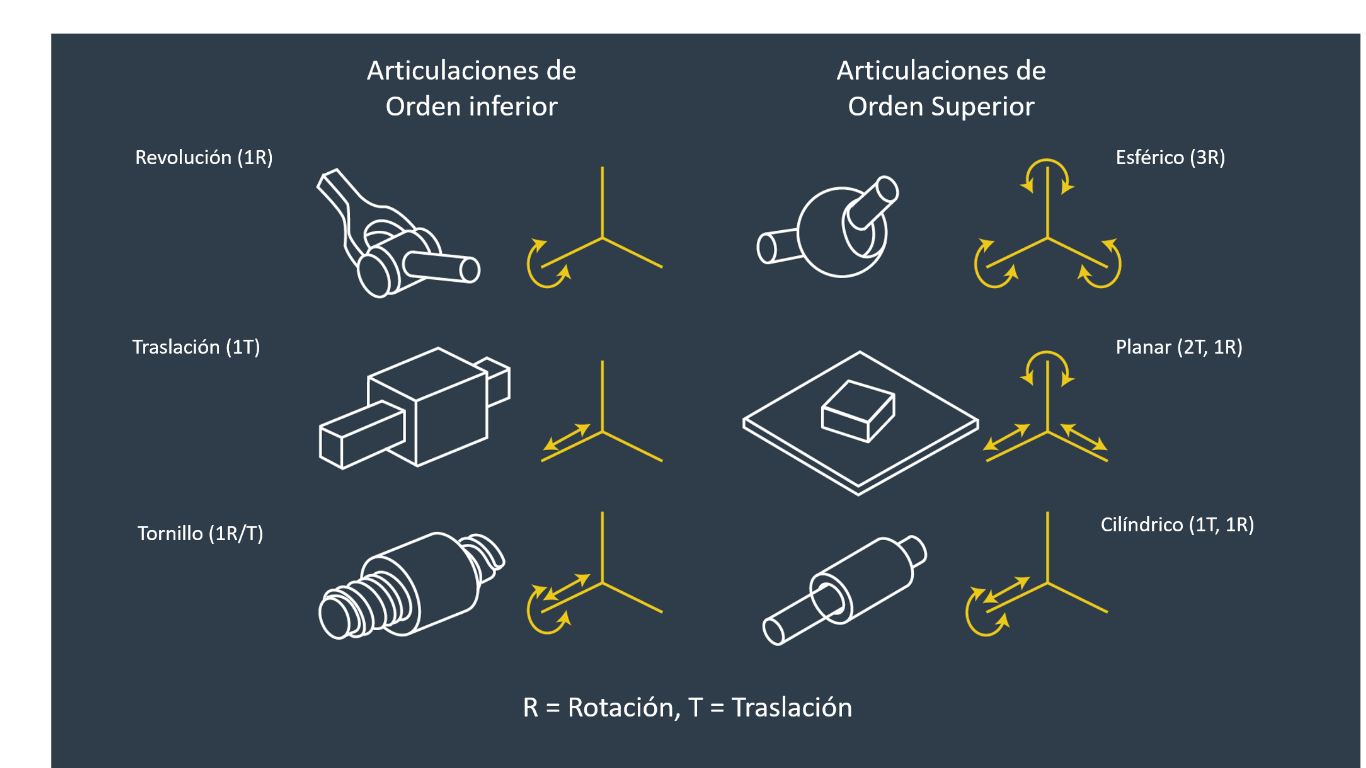 Articulaciones de
Orden inferior
Articulaciones de
Orden Superior
Revolución (1R)
Esférico (3R)
Traslación (1T)
Planar (2T, 1R)
Tornillo (1R/T)
Cilíndrico (1T, 1R)
R = Rotación, T = Traslación